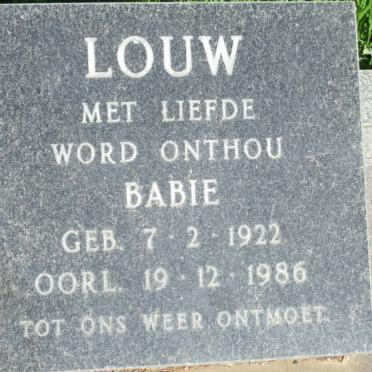 LOUW
MET LIEFDE
WORD ONTHOU
BABIE
GEB. 7·2·1922
OORL. 19·12·1986
TOT ONS WEER ONTMOET.